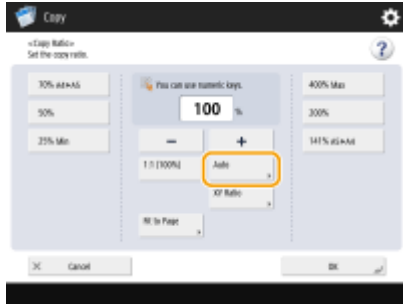 Copy
<Copy Ratio>
Set the copy ratio.
?
70% A4►A5
50%
25% Min
You can use numeric keys.
100 %
− +
1:1 (100%)
Auto
XY Ratio
Fit to Page
400% Max
200%
141% A5►A4
× Cancel
OK